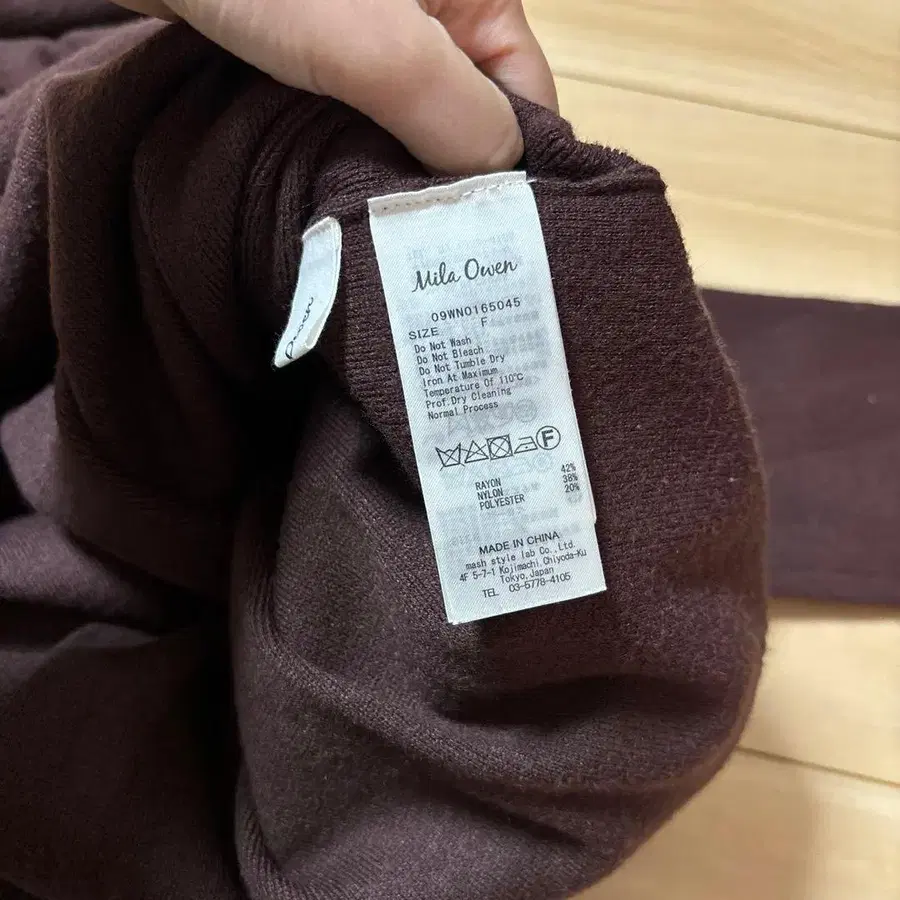 Mila Owen
09WN0165045
SIZE F
Do Not Wash
Do Not Bleach
Do Not Tumble Dry
Iron At Maximum
Temperature Of 110°C
Prof.Dry Cleaning
Normal Process
F
RAYON 42%
NYLON 38%
POLYESTER 20%
MADE IN CHINA
mash style lab Co.,Ltd.
4F 5-7-1 Kojimachi,Chiyoda-Ku
Tokyo,Japan
TEL 03-6778-4105
Owen